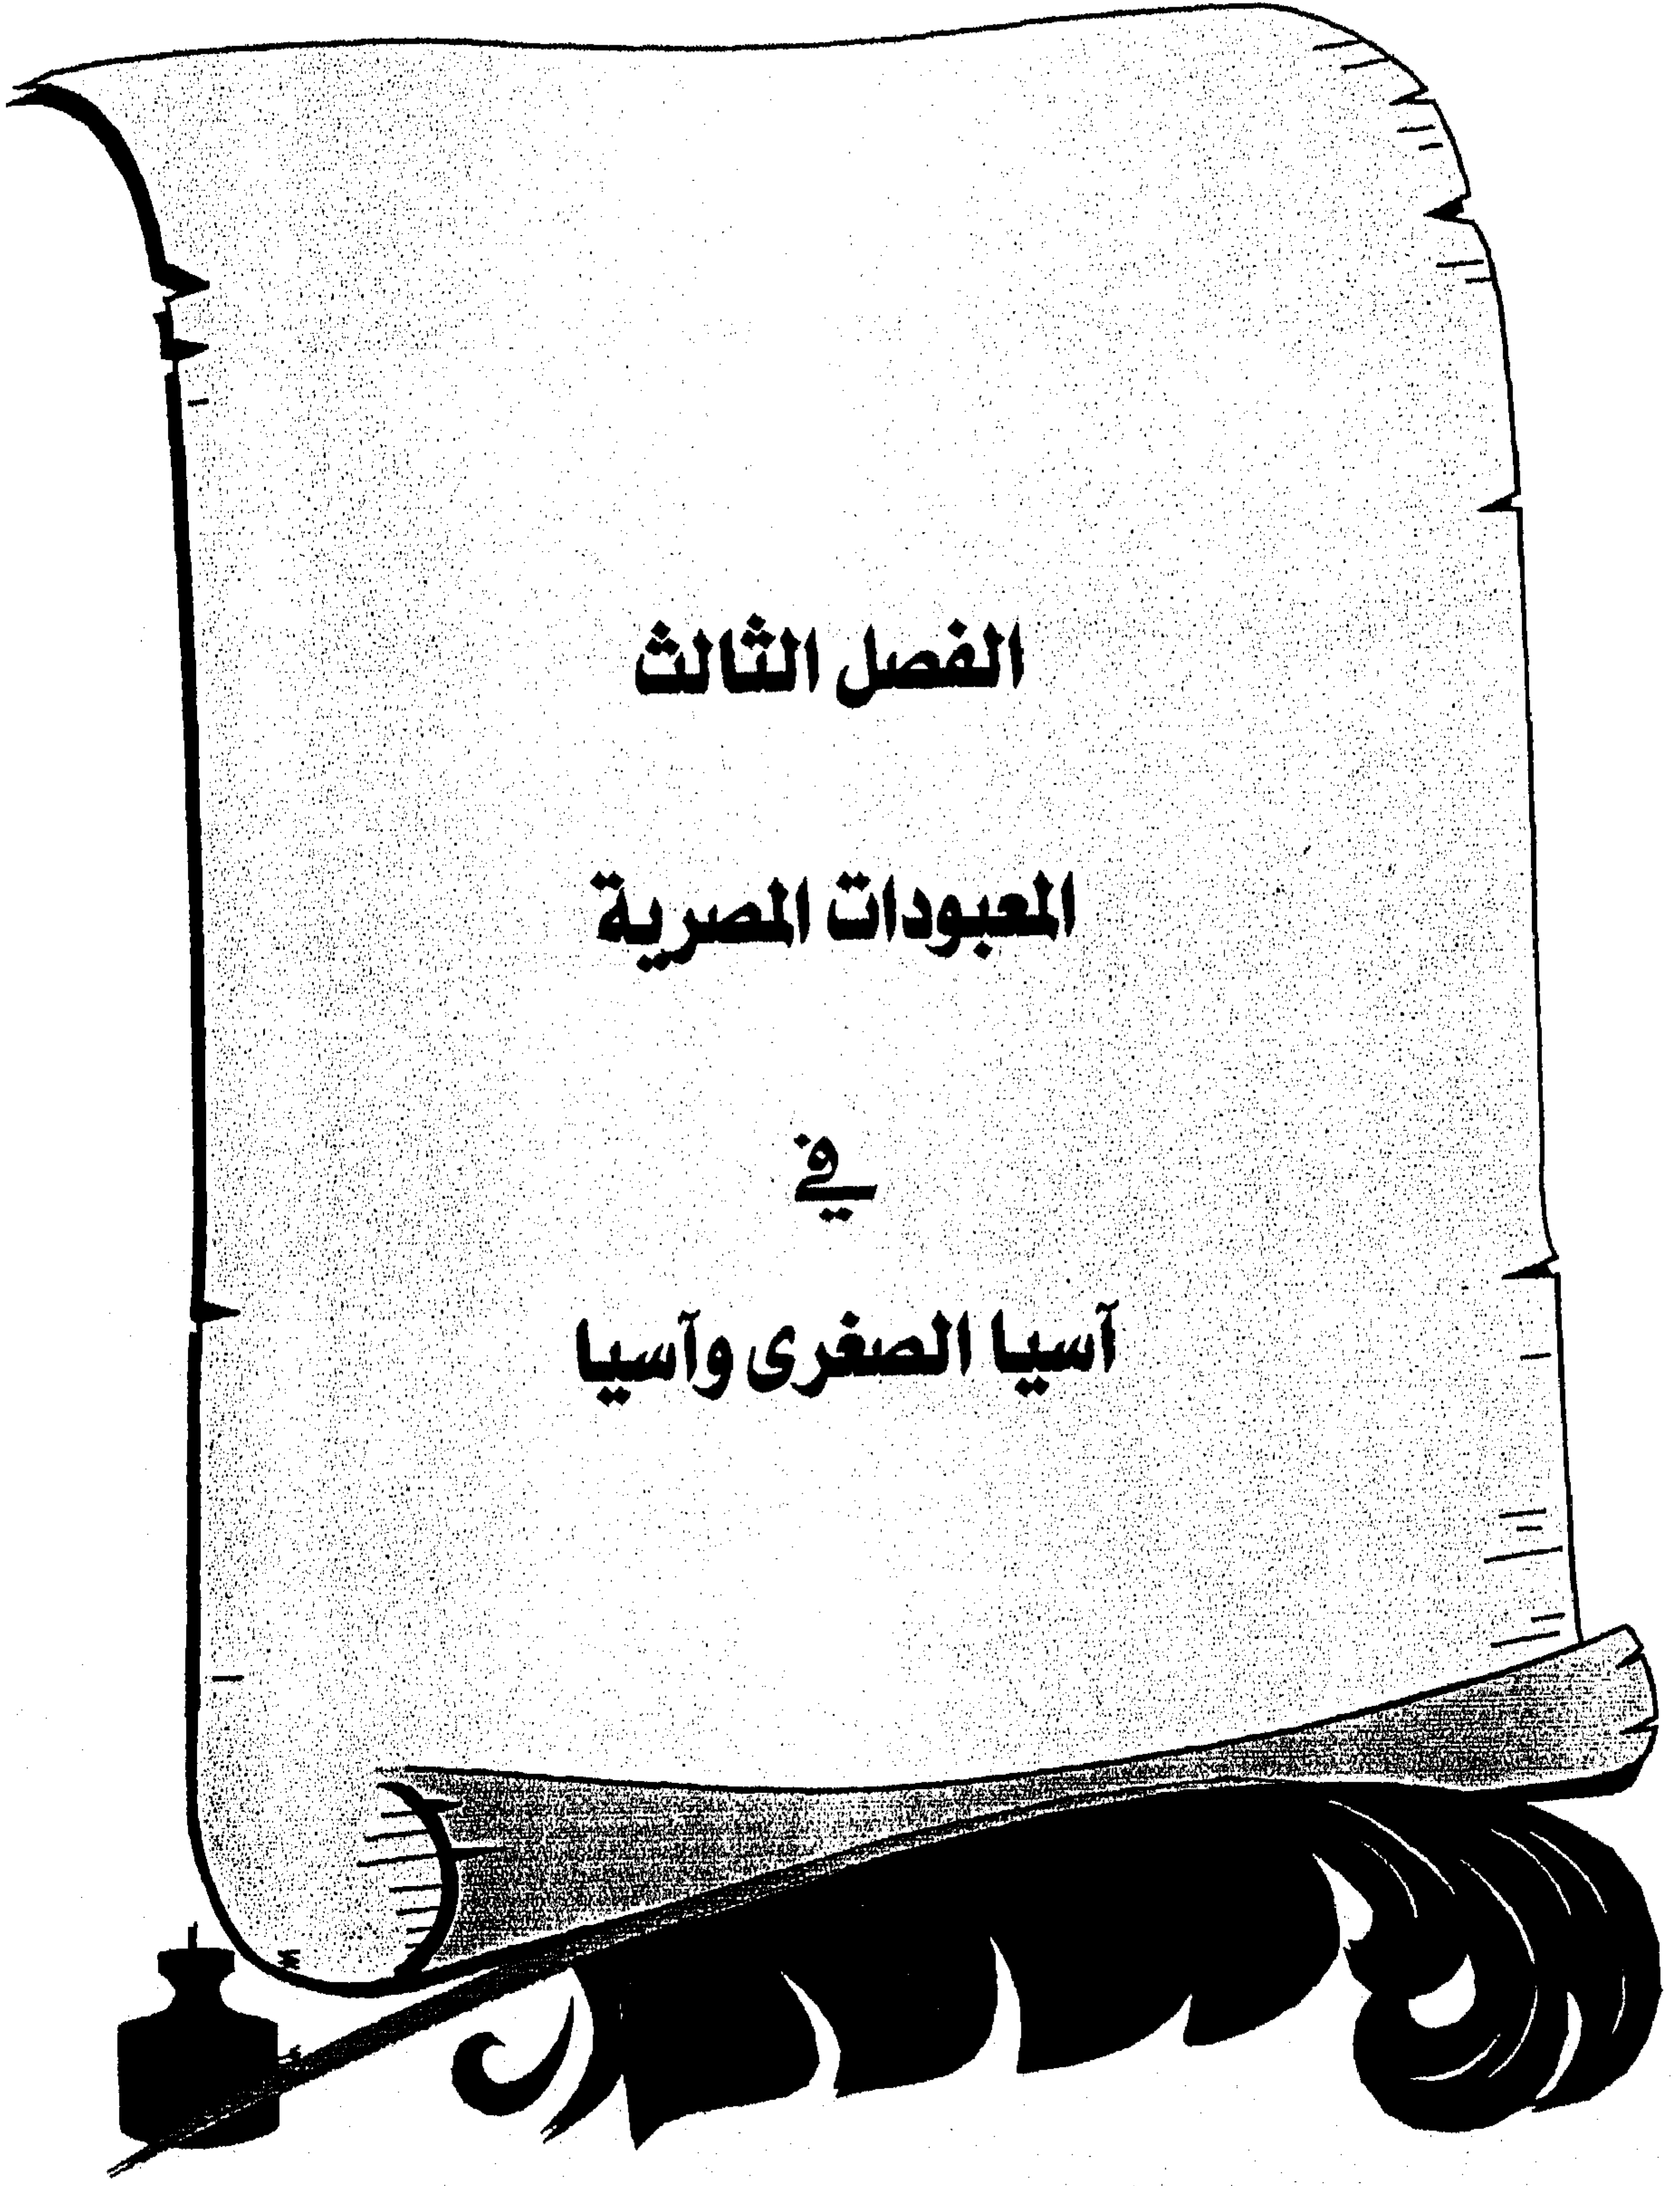 الفصل الثالث
المعبودات المصرية
في
آسيا الصغرى وآسيا